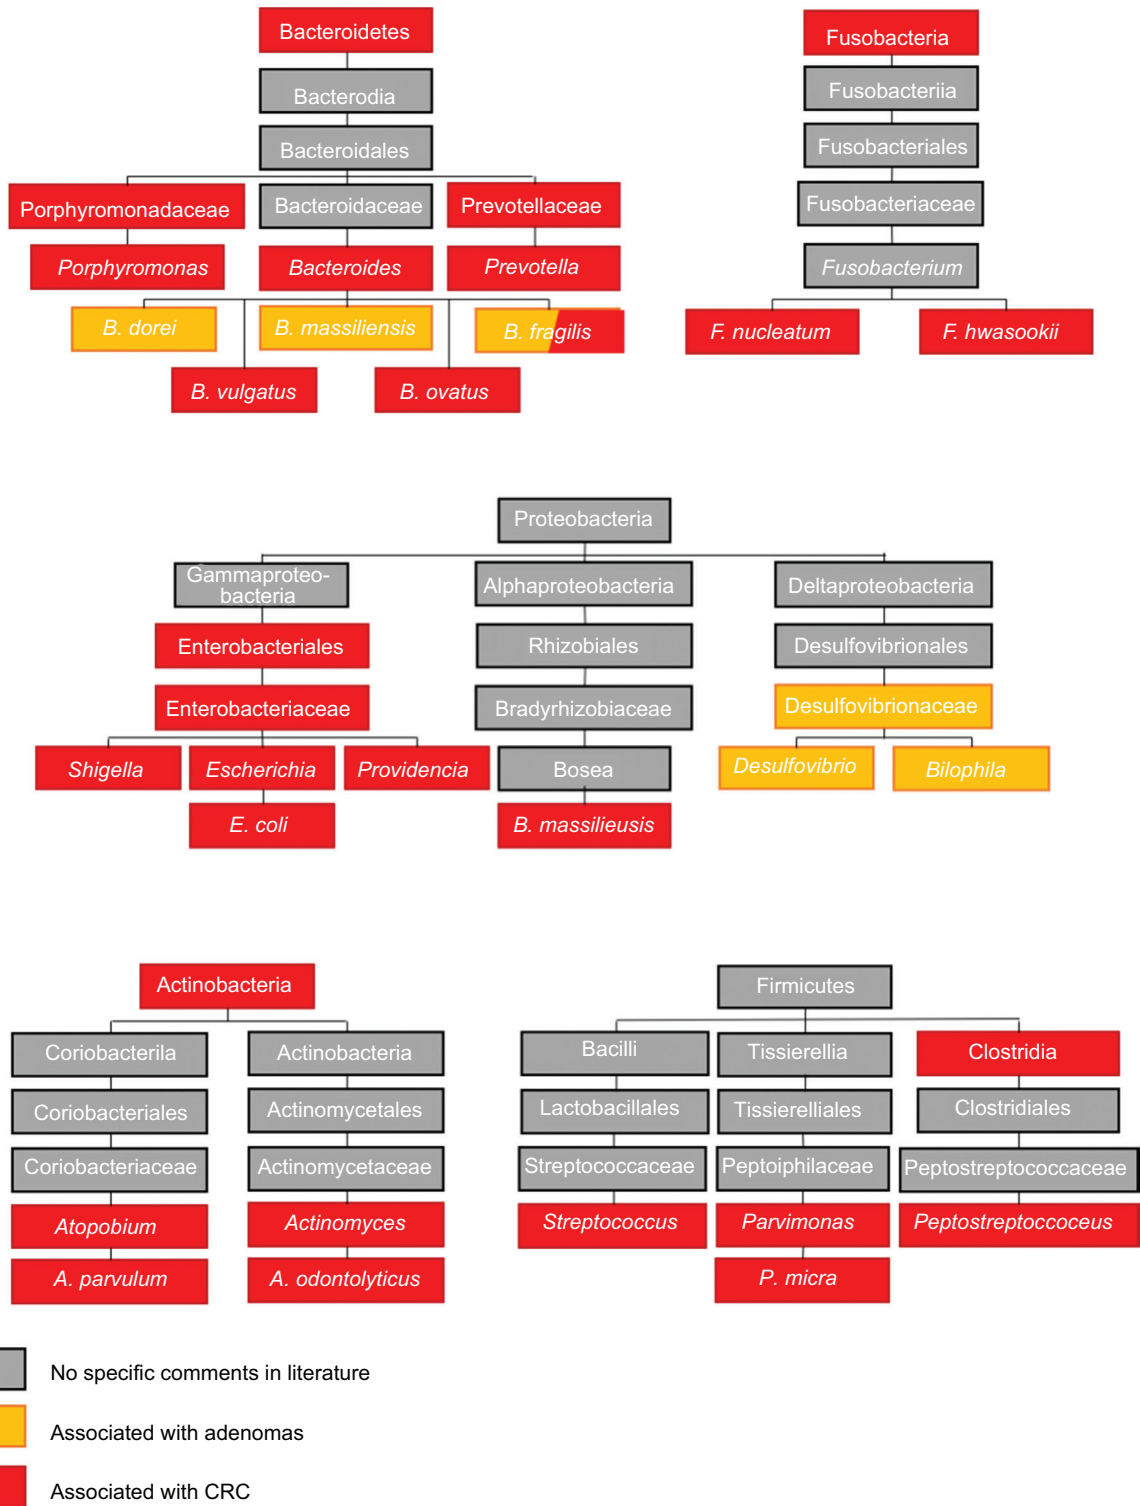 Bacteroidetes
Bacterodia
Bacteroidales
Porphyromonadaceae
Bacteroidaceae
Prevotellaceae
Porphyromonas
Bacteroides
Prevotella
B. dorei
B. massiliensis
B. fragilis
B. vulgatus
B. ovatus
Fusobacteria
Fusobacteriia
Fusobacteriales
Fusobacteriaceae
Fusobacterium
F. nucleatum
F. hwasookii
Proteobacteria
Gammaproteo-
bacteria
Alphaproteobacteria
Deltaproteobacteria
Enterobacteriales
Rhizobiales
Desulfovibrionales
Enterobacteriaceae
Bradyrhizobiaceae
Desulfovibrionaceae
Shigella
Escherichia
Providencia
Bosea
Desulfovibrio
Bilophila
E. coli
B. massilieusis
Actinobacteria
Coriobacterila
Actinobacteria
Coriobacteriales
Actinomycetales
Coriobacteriaceae
Actinomycetaceae
Atopobium
Actinomyces
A. parvulum
A. odontolyticus
Firmicutes
Bacilli
Tissierellia
Clostridia
Lactobacillales
Tissierelliales
Clostridiales
Streptococcaceae
Peptoiphilaceae
Peptostreptococcaceae
Streptococcus
Parvimonas
Peptostreptoccoceus
P. micra
No specific comments in literature
Associated with adenomas
Associated with CRC